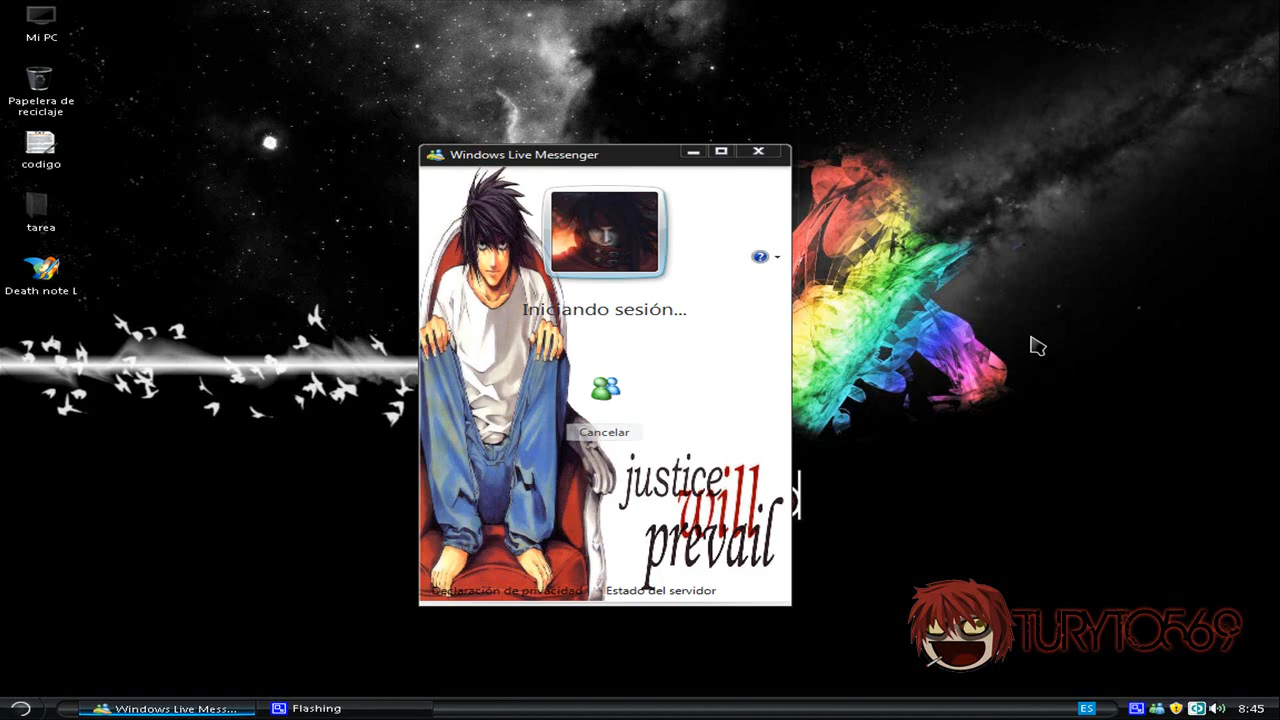 Mi PC
Papelera de
reciclaje
codigo
tarea
Death note L
Windows Live Messenger
Iniciando sesión...
Cancelar
justice
will
prevail
d
Declaración de privacidad
Estado del servidor
TURYTO569
Windows Live Mess...
Flashing
ES
8:45